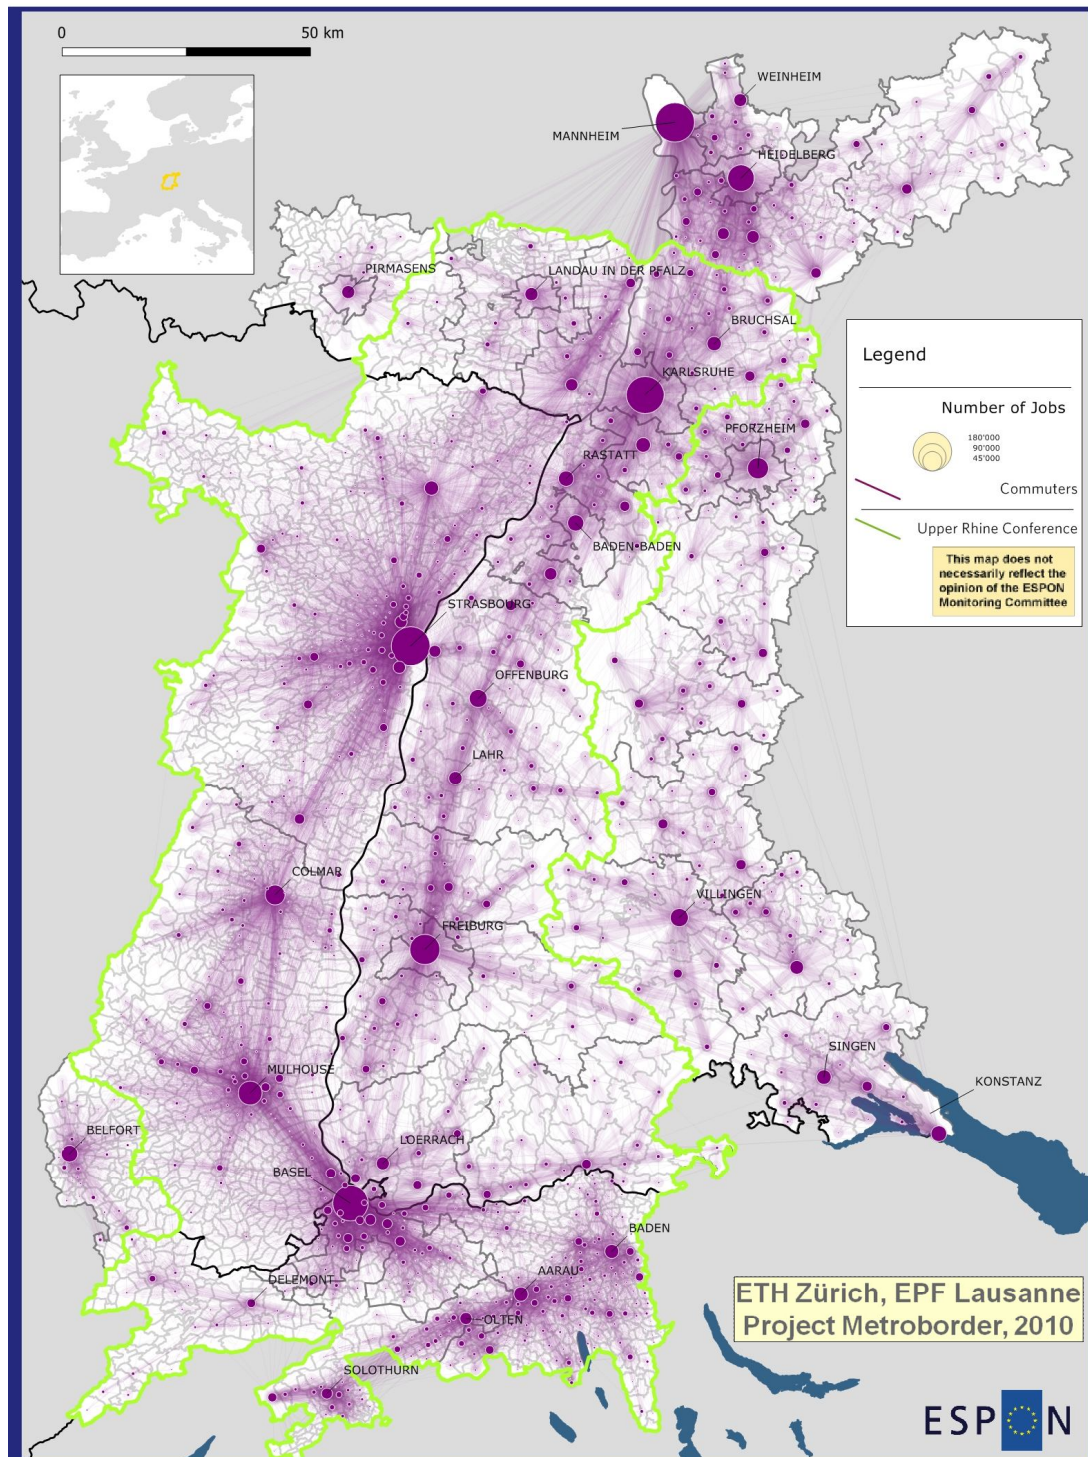 0 50 km
WEINHEIM
MANNHEIM
HEIDELBERG
PIRMASENS
LANDAU IN DER PFALZ
BRUCHSAL
KARLSRUHE
PFORZHEIM
RASTATT
BADEN-BADEN
STRASBOURG
OFFENBURG
LAHR
COLMAR
VILLINGEN
FREIBURG
SINGEN
MULHOUSE
KONSTANZ
BELFORT
LOERRACH
BASEL
BADEN
AARAU
DELEMONT
OLTEN
SOLOTHURN
Legend
Number of Jobs
180'000
90'000
45'000
Commuters
Upper Rhine Conference
This map does not
necessarily reflect the
opinion of the ESPON
Monitoring Committee
ETH Zürich, EPF Lausanne
Project Metroborder, 2010
ESPON